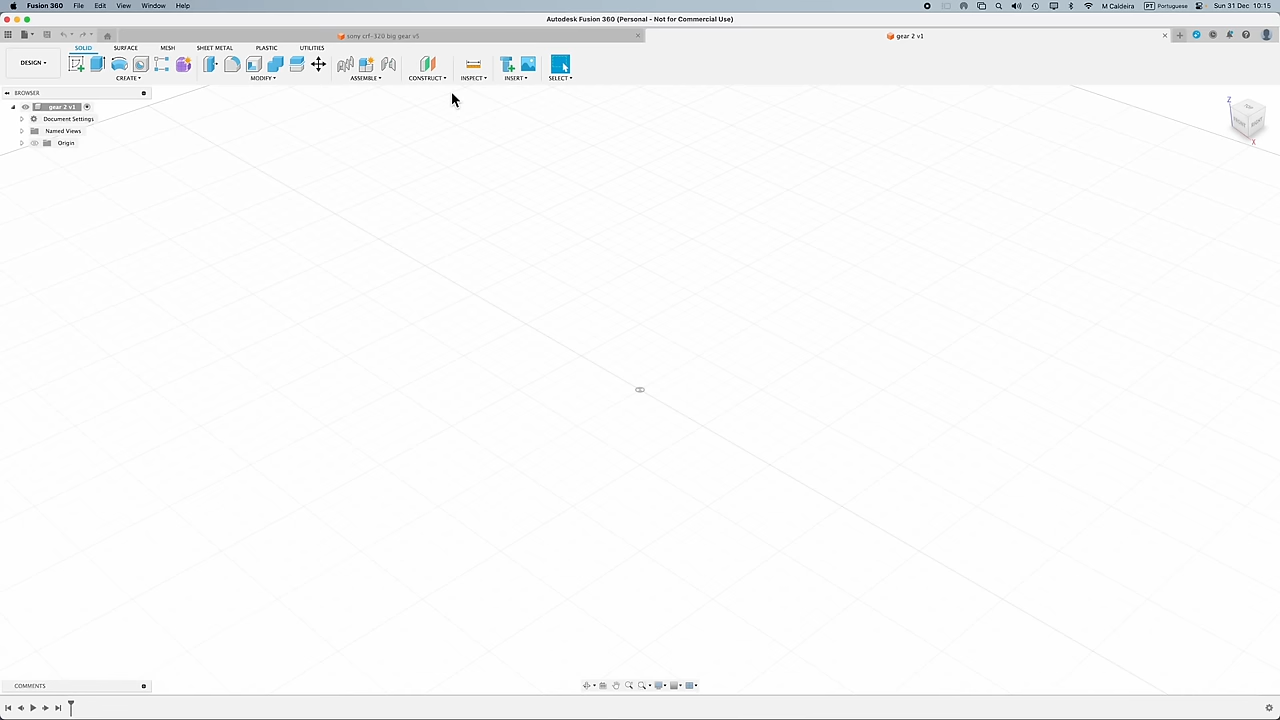 Fusion 360 File Edit View Window Help M Caldeira PT Portuguese Sun 31 Dec 10:15
Autodesk Fusion 360 (Personal - Not for Commercial Use)
sony crf-320 big gear v5
gear 2 v1
SOLID SURFACE MESH SHEET METAL PLASTIC UTILITIES
DESIGN
CREATE MODIFY ASSEMBLE CONSTRUCT INSPECT INSERT SELECT
BROWSER
gear 2 v1
Document Settings
Named Views
Origin
Z
X
COMMENTS